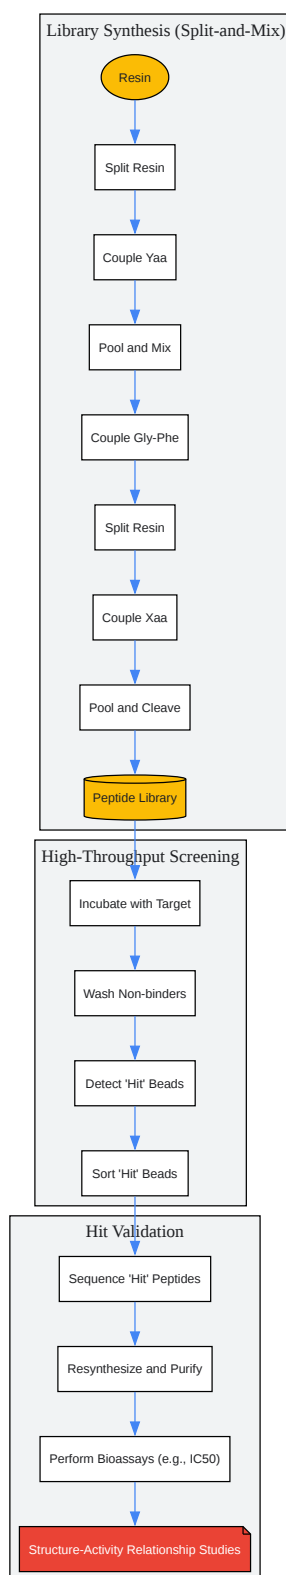 Library Synthesis (Split-and-Mix)
Resin
Split Resin
Couple Yaa
Pool and Mix
Couple Gly-Phe
Split Resin
Couple Xaa
Pool and Cleave
Peptide Library
High-Throughput Screening
Incubate with Target
Wash Non-binders
Detect 'Hit' Beads
Sort 'Hit' Beads
Hit Validation
Sequence 'Hit' Peptides
Resynthesize and Purify
Perform Bioassays (e.g., IC50)
Structure-Activity Relationship Studies